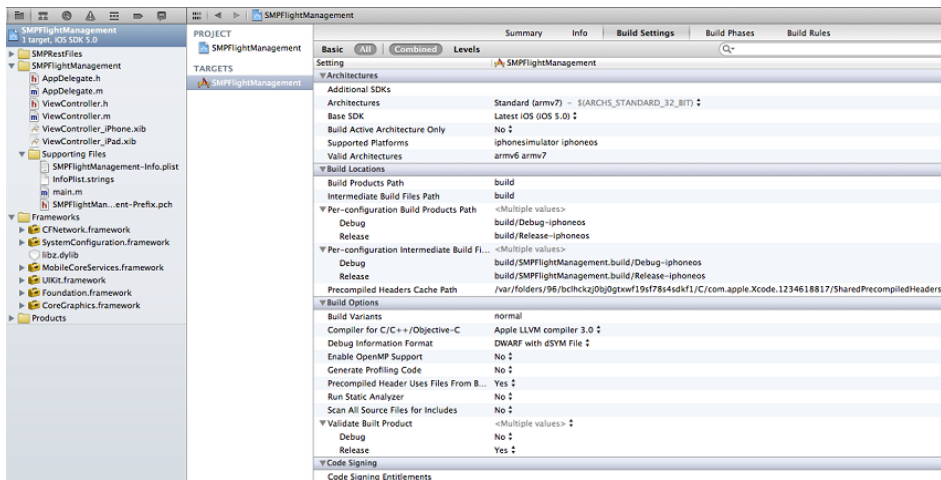 SMPFlightManagement
SMPFlightManagement
1 target, iOS SDK 5.0
SMPRestFiles
SMPFlightManagement
AppDelegate.h
AppDelegate.m
ViewController.h
ViewController.m
ViewController_iPhone.xib
ViewController_iPad.xib
Supporting Files
SMPFlightManagement-Info.plist
InfoPlist.strings
main.m
SMPFlightMan...ent-Prefix.pch
Frameworks
CFNetwork.framework
SystemConfiguration.framework
libz.dylib
MobileCoreServices.framework
UIKit.framework
Foundation.framework
CoreGraphics.framework
Products
PROJECT
SMPFlightManagement
TARGETS
SMPFlightManagement
Summary Info Build Settings Build Phases Build Rules
Basic All Combined Levels
Setting SMPFlightManagement
Architectures
Additional SDKs
Architectures Standard (armv7) – $(ARCHS_STANDARD_32_BIT)
Base SDK Latest iOS (iOS 5.0)
Build Active Architecture Only No
Supported Platforms iphonesimulator iphoneos
Valid Architectures armv6 armv7
Build Locations
Build Products Path build
Intermediate Build Files Path build
Per-configuration Build Products Path <Multiple values>
Debug build/Debug-iphoneos
Release build/Release-iphoneos
Per-configuration Intermediate Build Fi... <Multiple values>
Debug build/SMPFlightManagement.build/Debug-iphoneos
Release build/SMPFlightManagement.build/Release-iphoneos
Precompiled Headers Cache Path /var/folders/96/bclhckzj0bj0gtxwf19sf78s4sdkf1/C/com.apple.Xcode.1234618817/SharedPrecompiledHeaders
Build Options
Build Variants normal
Compiler for C/C++/Objective-C Apple LLVM compiler 3.0
Debug Information Format DWARF with dSYM File
Enable OpenMP Support No
Generate Profiling Code No
Precompiled Header Uses Files From B... Yes
Run Static Analyzer No
Scan All Source Files for Includes No
Validate Built Product <Multiple values>
Debug No
Release Yes
Code Signing
Code Signing Entitlements